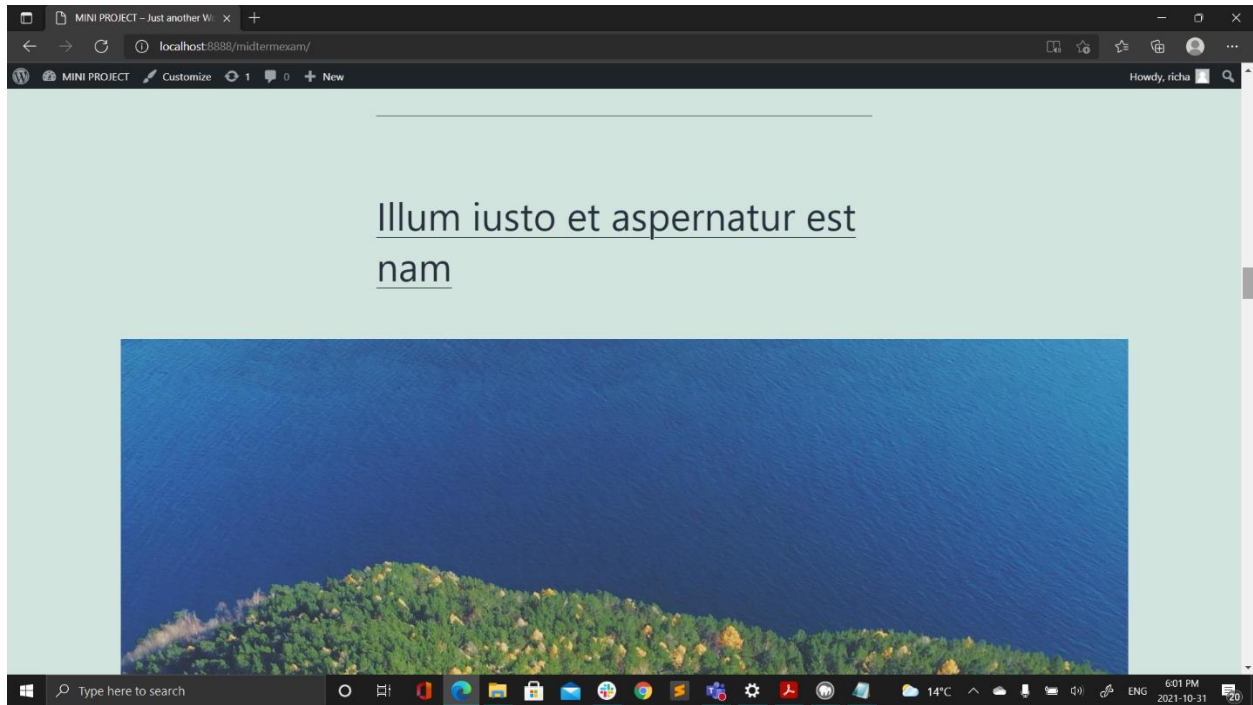 MINI PROJECT – Just another W
localhost:8888/midtermexam/
MINI PROJECT Customize 1 0 New Howdy, richa
Illum iusto et aspernatur est
nam
Type here to search 14°C ENG 6:01 PM
2021-10-31 20